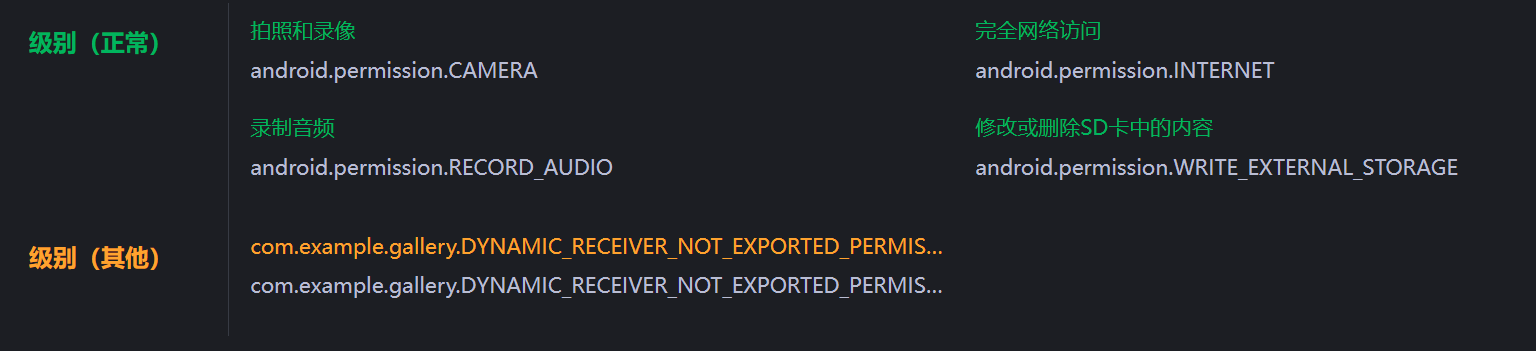 级别（正常）
拍照和录像
android.permission.CAMERA
完全网络访问
android.permission.INTERNET
录制音频
android.permission.RECORD_AUDIO
修改或删除SD卡中的内容
android.permission.WRITE_EXTERNAL_STORAGE
级别（其他）
com.example.gallery.DYNAMIC_RECEIVER_NOT_EXPORTED_PERMIS...
com.example.gallery.DYNAMIC_RECEIVER_NOT_EXPORTED_PERMIS...